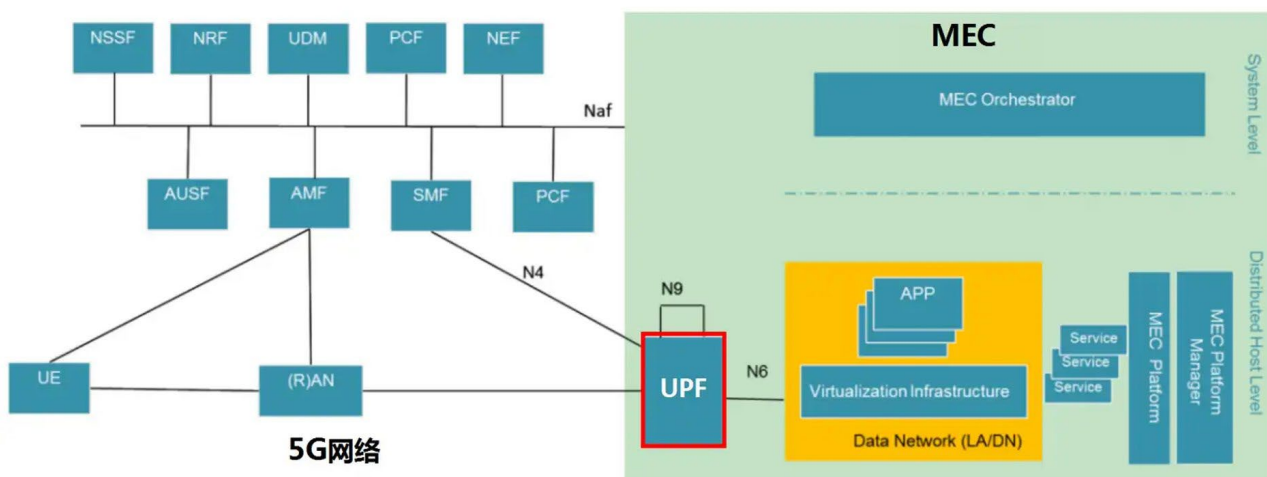 NSSF
NRF
UDM
PCF
NEF
MEC
MEC Orchestrator
System Level
Naf
AUSF
AMF
SMF
PCF
N4
N9
APP
Service
Service
Service
MEC Platform
MEC Platform
Manager
Distributed Host Level
UE
(R)AN
UPF
N6
Virtualization Infrastructure
Data Network (LA/DN)
5G网络